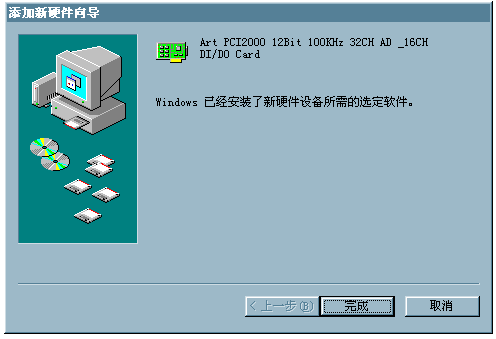 添加新硬件向导
Art PCI2000 12Bit 100KHz 32CH AD _16CH
DI/DO Card
Windows 已经安装了新硬件设备所需的选定软件。
< 上一步(B)
完成
取消